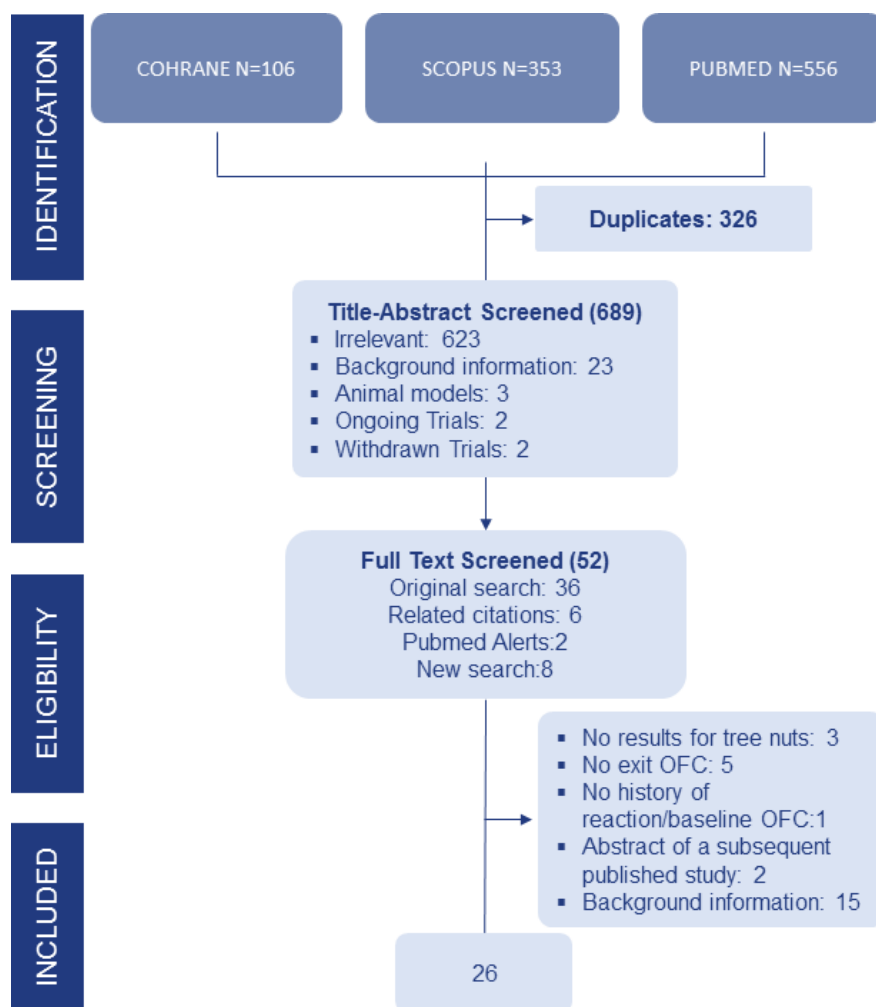 IDENTIFICATION
COHRANE N=106
SCOPUS N=353
PUBMED N=556
Duplicates: 326
SCREENING
Title-Abstract Screened (689)
▪ Irrelevant: 623
▪ Background information: 23
▪ Animal models: 3
▪ Ongoing Trials: 2
▪ Withdrawn Trials: 2
ELIGIBILITY
Full Text Screened (52)
Original search: 36
Related citations: 6
Pubmed Alerts:2
New search:8
▪ No results for tree nuts: 3
▪ No exit OFC: 5
▪ No history of
reaction/baseline OFC:1
▪ Abstract of a subsequent
published study: 2
▪ Background information: 15
INCLUDED
26